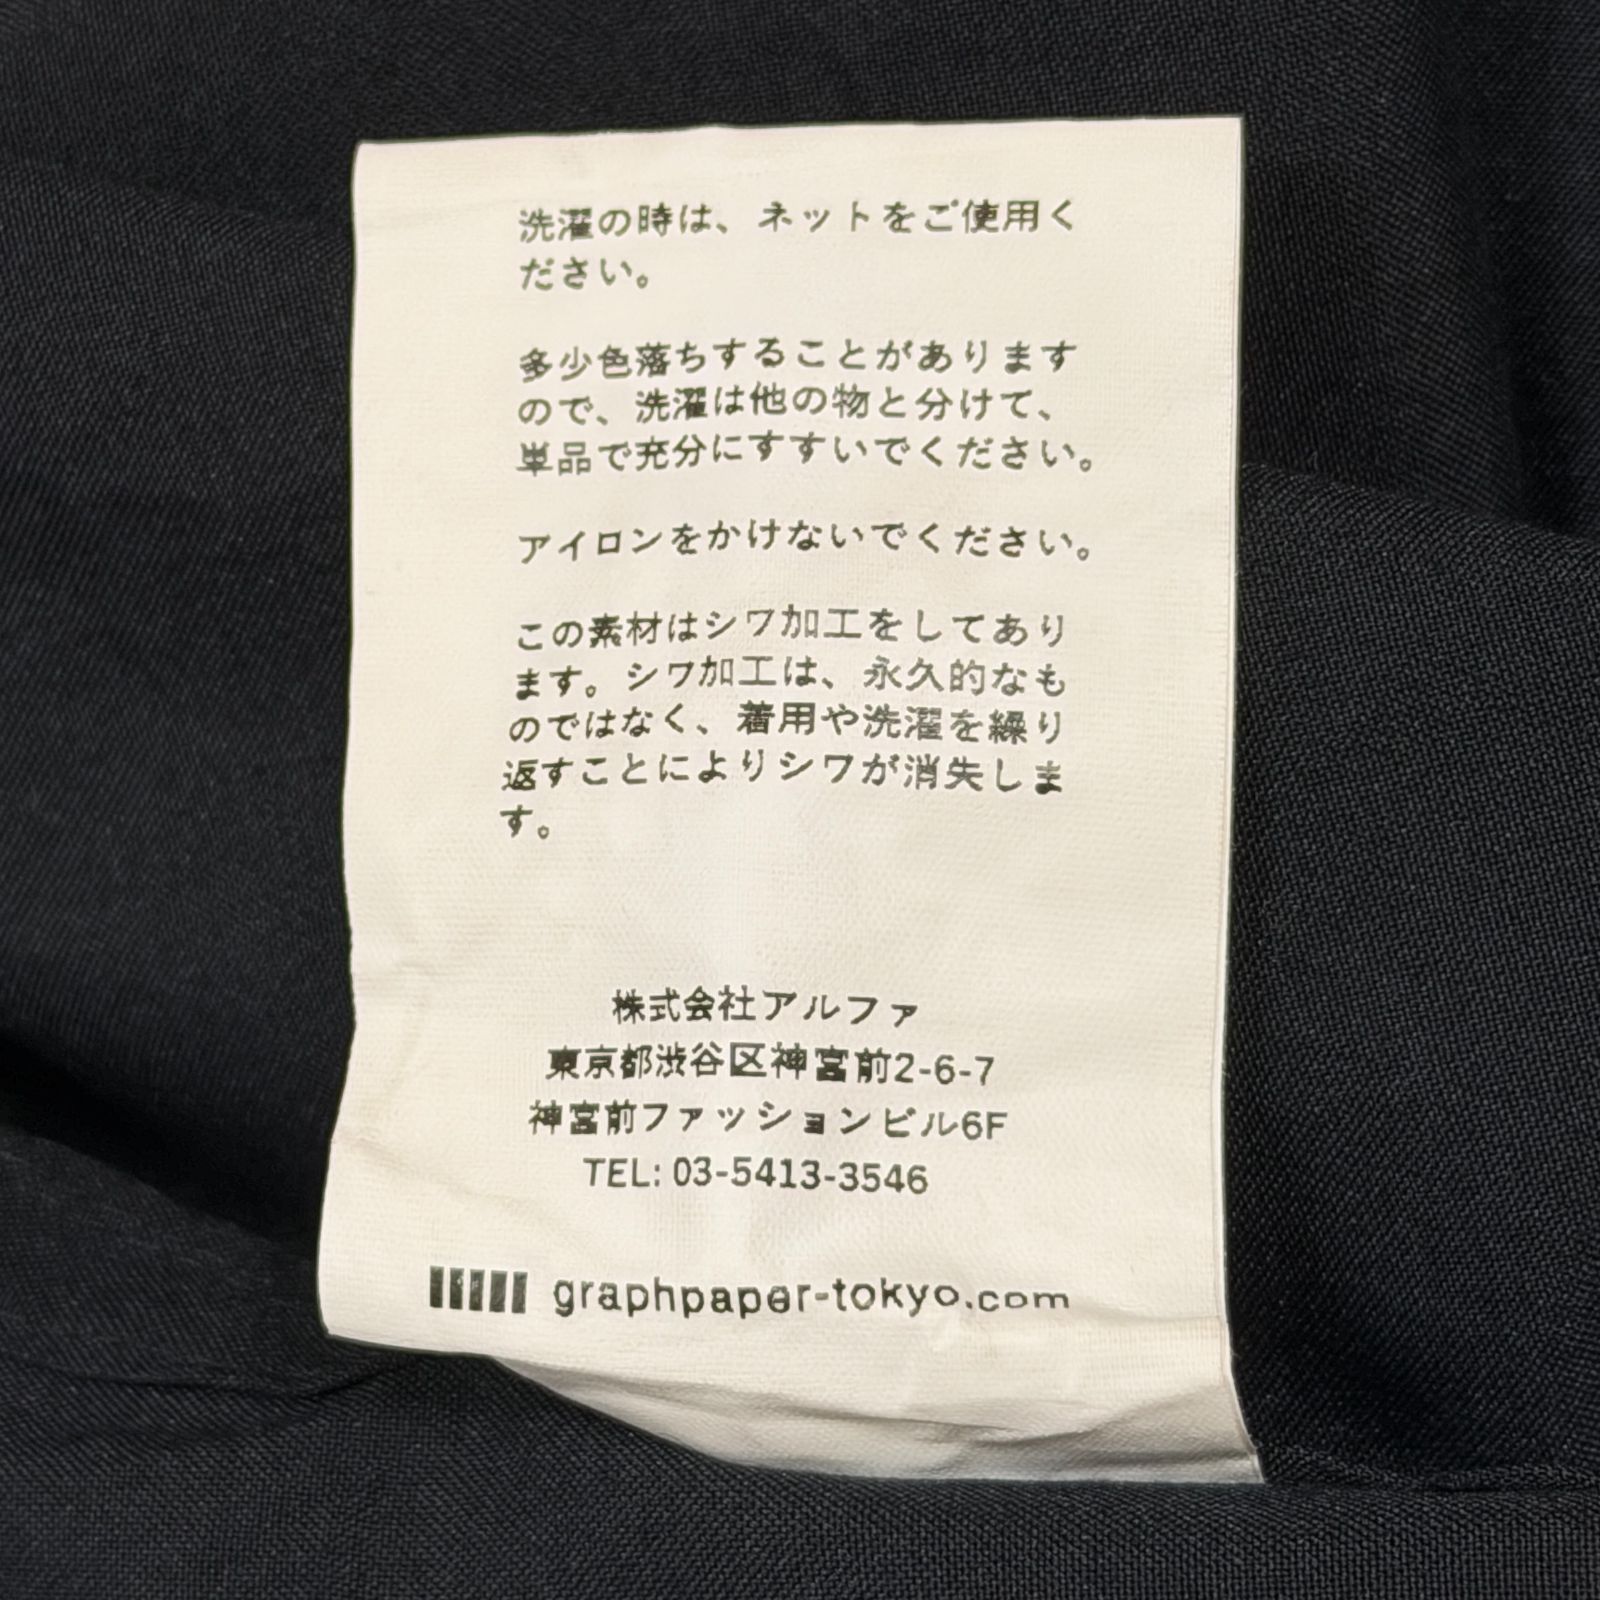 洗濯の時は、ネットをご使用く
ださい。
多少色落ちすることがあります
ので、洗濯は他の物と分けて、
単品で充分にすすいでください。
アイロンをかけないでください。
この素材はシワ加工をしてあり
ます。シワ加工は、永久的なも
のではなく、着用や洗濯を繰り
返すことによりシワが消失しま
す。
株式会社アルファ
東京都渋谷区神宮前2-6-7
神宮前ファッションビル6F
TEL: 03-5413-3546
graphpaper-tokyo.com